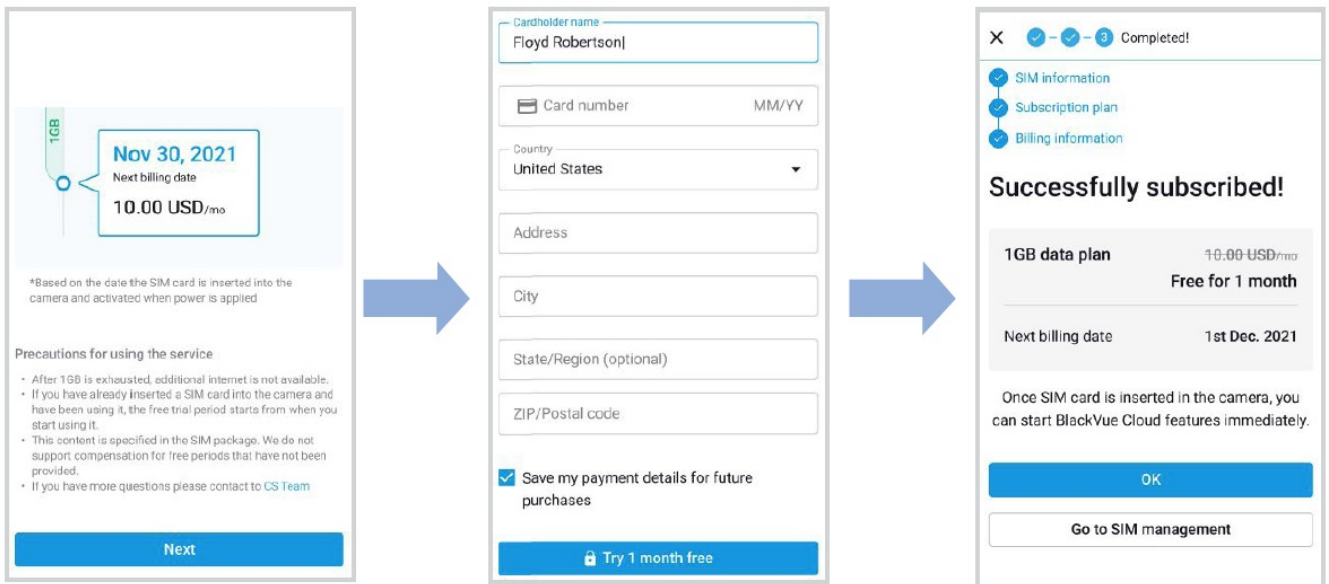 1GB
Nov 30, 2021
Next billing date
10.00 USD/mo
*Based on the date the SIM card is inserted into the
camera and activated when power is applied
Precautions for using the service
• After 1GB is exhausted, additional internet is not available.
• If you have already inserted a SIM card into the camera and
have been using it, the free trial period starts from when you
start using it.
• This content is specified in the SIM package. We do not
support compensation for free periods that have not been
provided.
• If you have more questions please contact to CS Team
Next
Cardholder name
Floyd Robertson
Card number MM/YY
Country
United States
Address
City
State/Region (optional)
ZIP/Postal code
Save my payment details for future
purchases
Try 1 month free
3 Completed!
SIM information
Subscription plan
Billing information
Successfully subscribed!
1GB data plan 10.00 USD/mo
Free for 1 month
Next billing date 1st Dec. 2021
Once SIM card is inserted in the camera, you
can start BlackVue Cloud features immediately.
OK
Go to SIM management